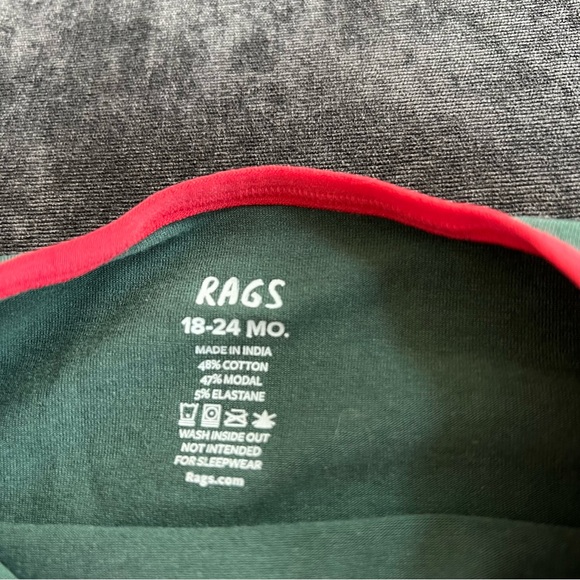 RAGS
18-24 MO.
MADE IN INDIA
48% COTTON
47% MODAL
5% ELASTANE
WASH INSIDE OUT
NOT INTENDED
FOR SLEEPWEAR
Rags.com